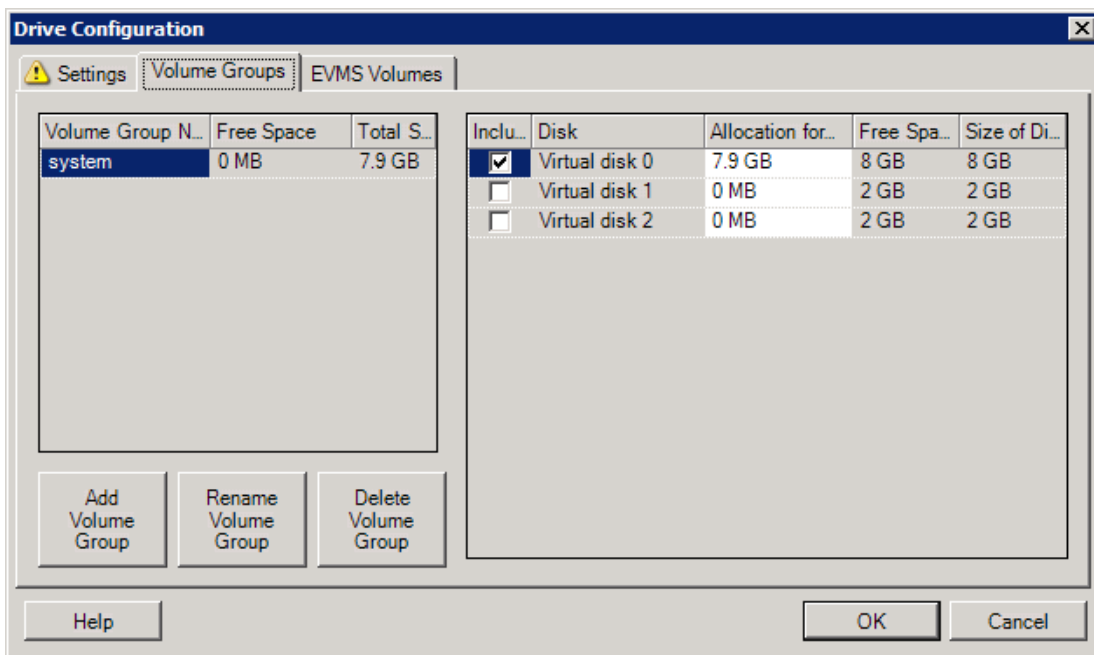 Drive Configuration
Settings Volume Groups EVMS Volumes
Volume Group N... Free Space Total S...
system 0 MB 7.9 GB
Inclu... Disk Allocation for... Free Spa... Size of Di...
Virtual disk 0 7.9 GB 8 GB 8 GB
Virtual disk 1 0 MB 2 GB 2 GB
Virtual disk 2 0 MB 2 GB 2 GB
Add
Volume
Group
Rename
Volume
Group
Delete
Volume
Group
Help OK Cancel